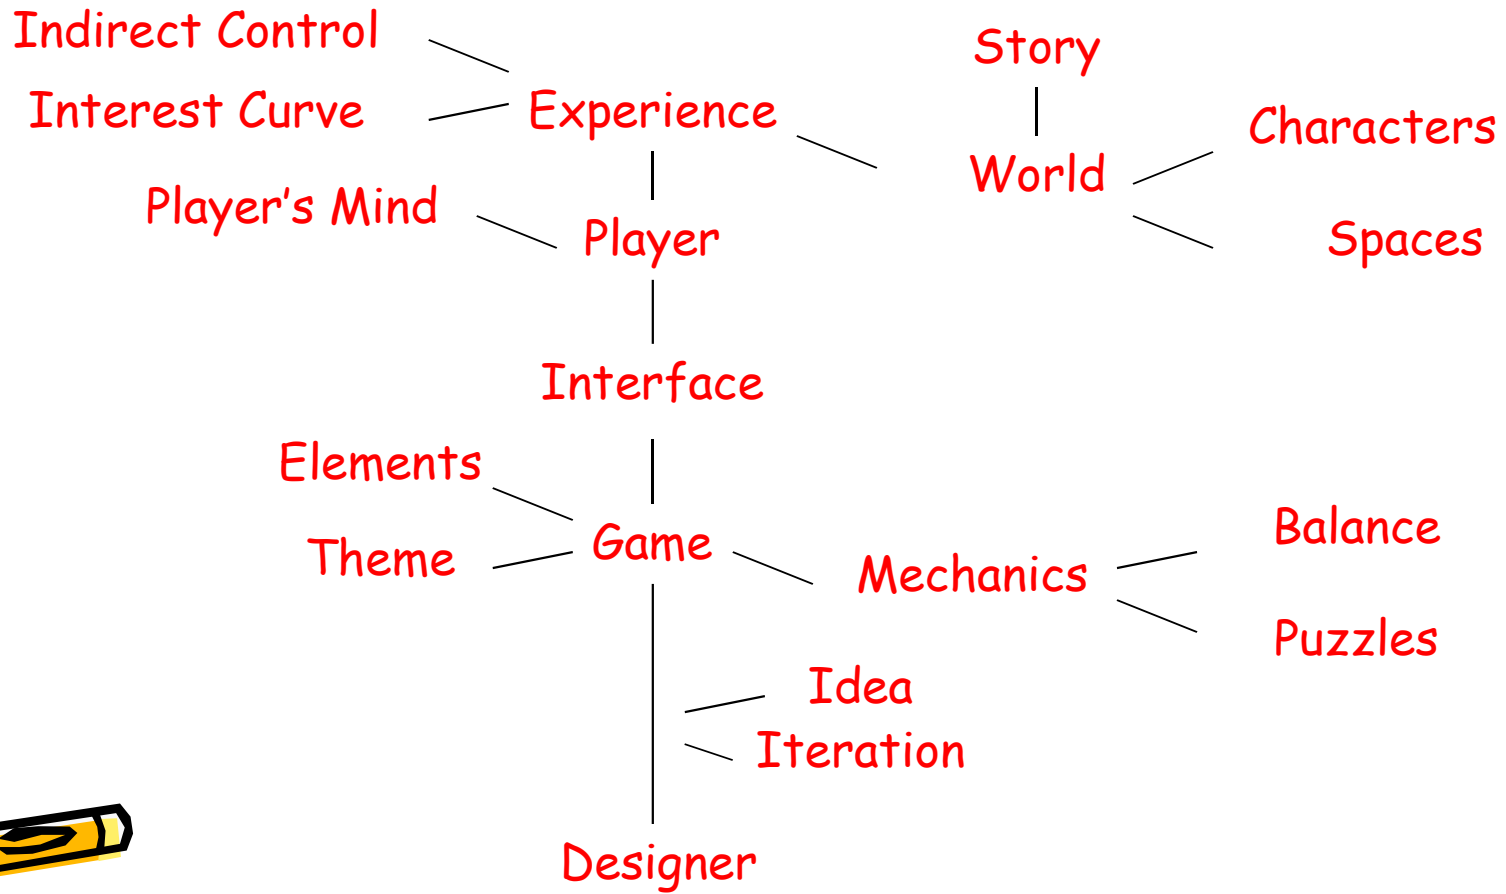 Indirect Control
Story
Interest Curve
Experience
Characters
World
Player's Mind
Player
Spaces
Interface
Elements
Game
Theme
Mechanics
Balance
Puzzles
Idea
Iteration
Designer